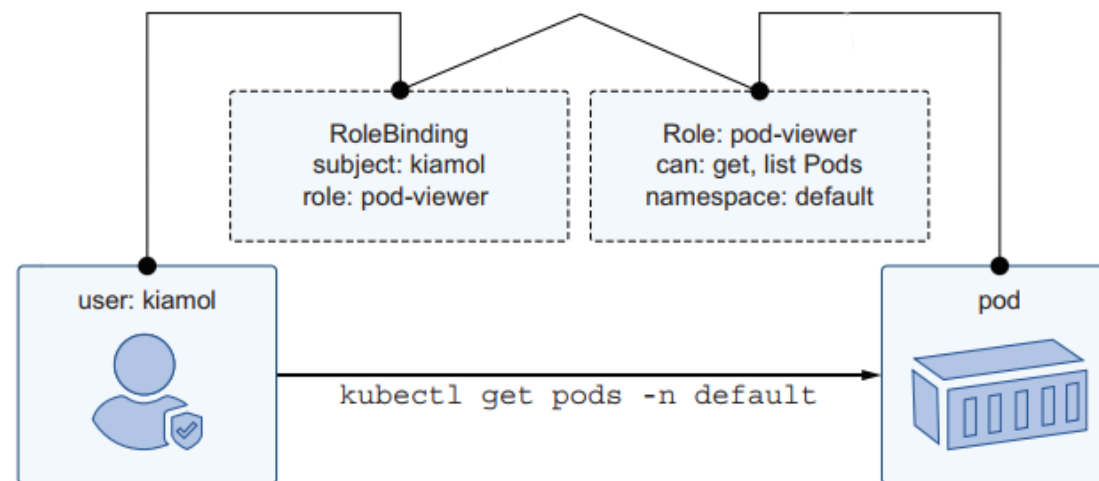 RoleBinding
subject: kiamol
role: pod-viewer
Role: pod-viewer
can: get, list Pods
namespace: default
user: kiamol
pod
kubectl get pods -n default